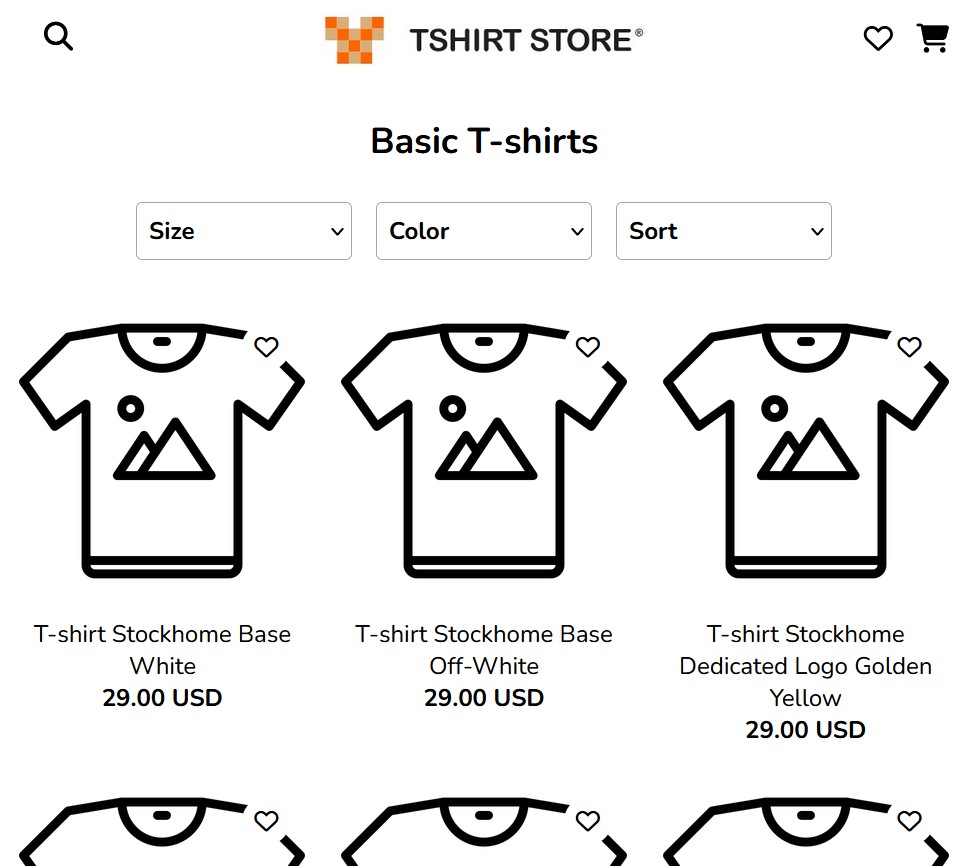 TSHIRT STORE®
Basic T-shirts
Size
Color
Sort
T-shirt Stockhome Base
White
29.00 USD
T-shirt Stockhome Base
Off-White
29.00 USD
T-shirt Stockhome
Dedicated Logo Golden
Yellow
29.00 USD